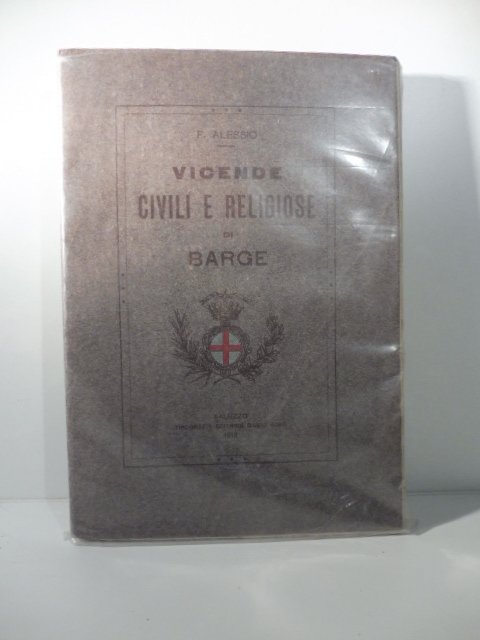 F. ALESSIO
VICENDE
CIVILI E RELIGIOSE
DI
BARGE
SALUZZO